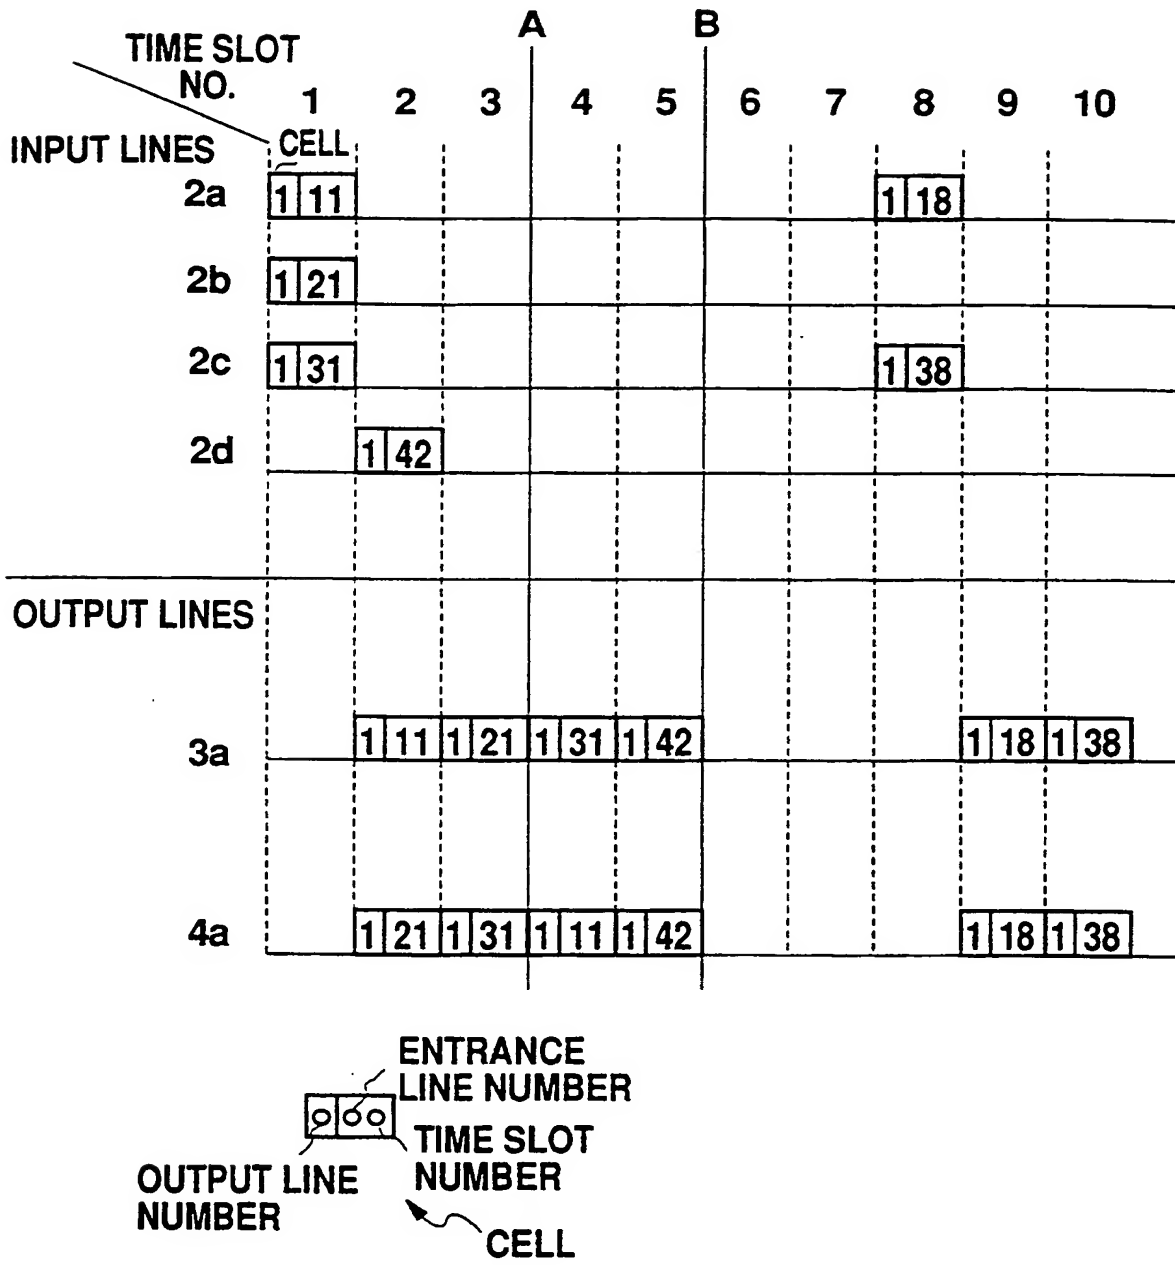 A B
TIME SLOT
NO.
1 2 3 4 5 6 7 8 9 10
INPUT LINES
CELL
2a 1 11 1 18
2b 1 21
2c 1 31 1 38
2d 1 42
OUTPUT LINES
3a 1 11 1 21 1 31 1 42 1 18 1 38
4a 1 21 1 31 1 11 1 42 1 18 1 38
ENTRANCE
LINE NUMBER
TIME SLOT
NUMBER
OUTPUT LINE
NUMBER
CELL